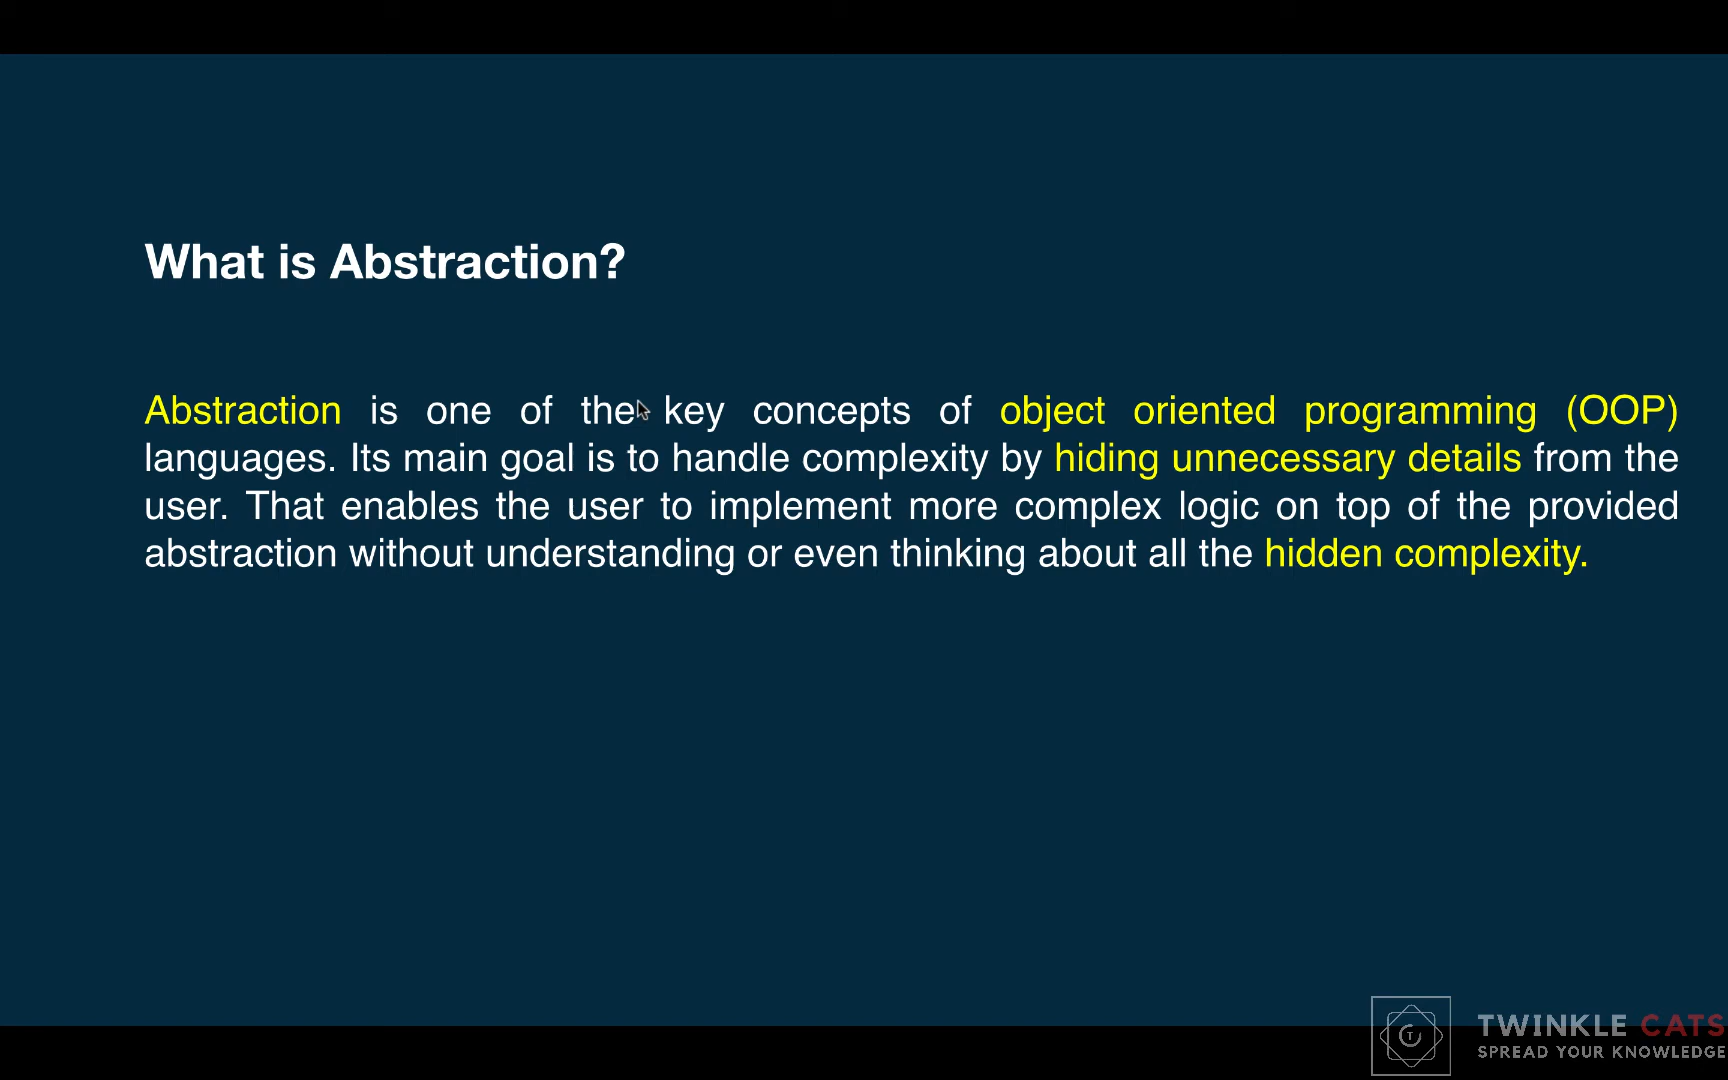 What is Abstraction?
Abstraction is one of the key concepts of object oriented programming (OOP)
languages. Its main goal is to handle complexity by hiding unnecessary details from the
user. That enables the user to implement more complex logic on top of the provided
abstraction without understanding or even thinking about all the hidden complexity.
TWINKLE CATS
SPREAD YOUR KNOWLEDGE